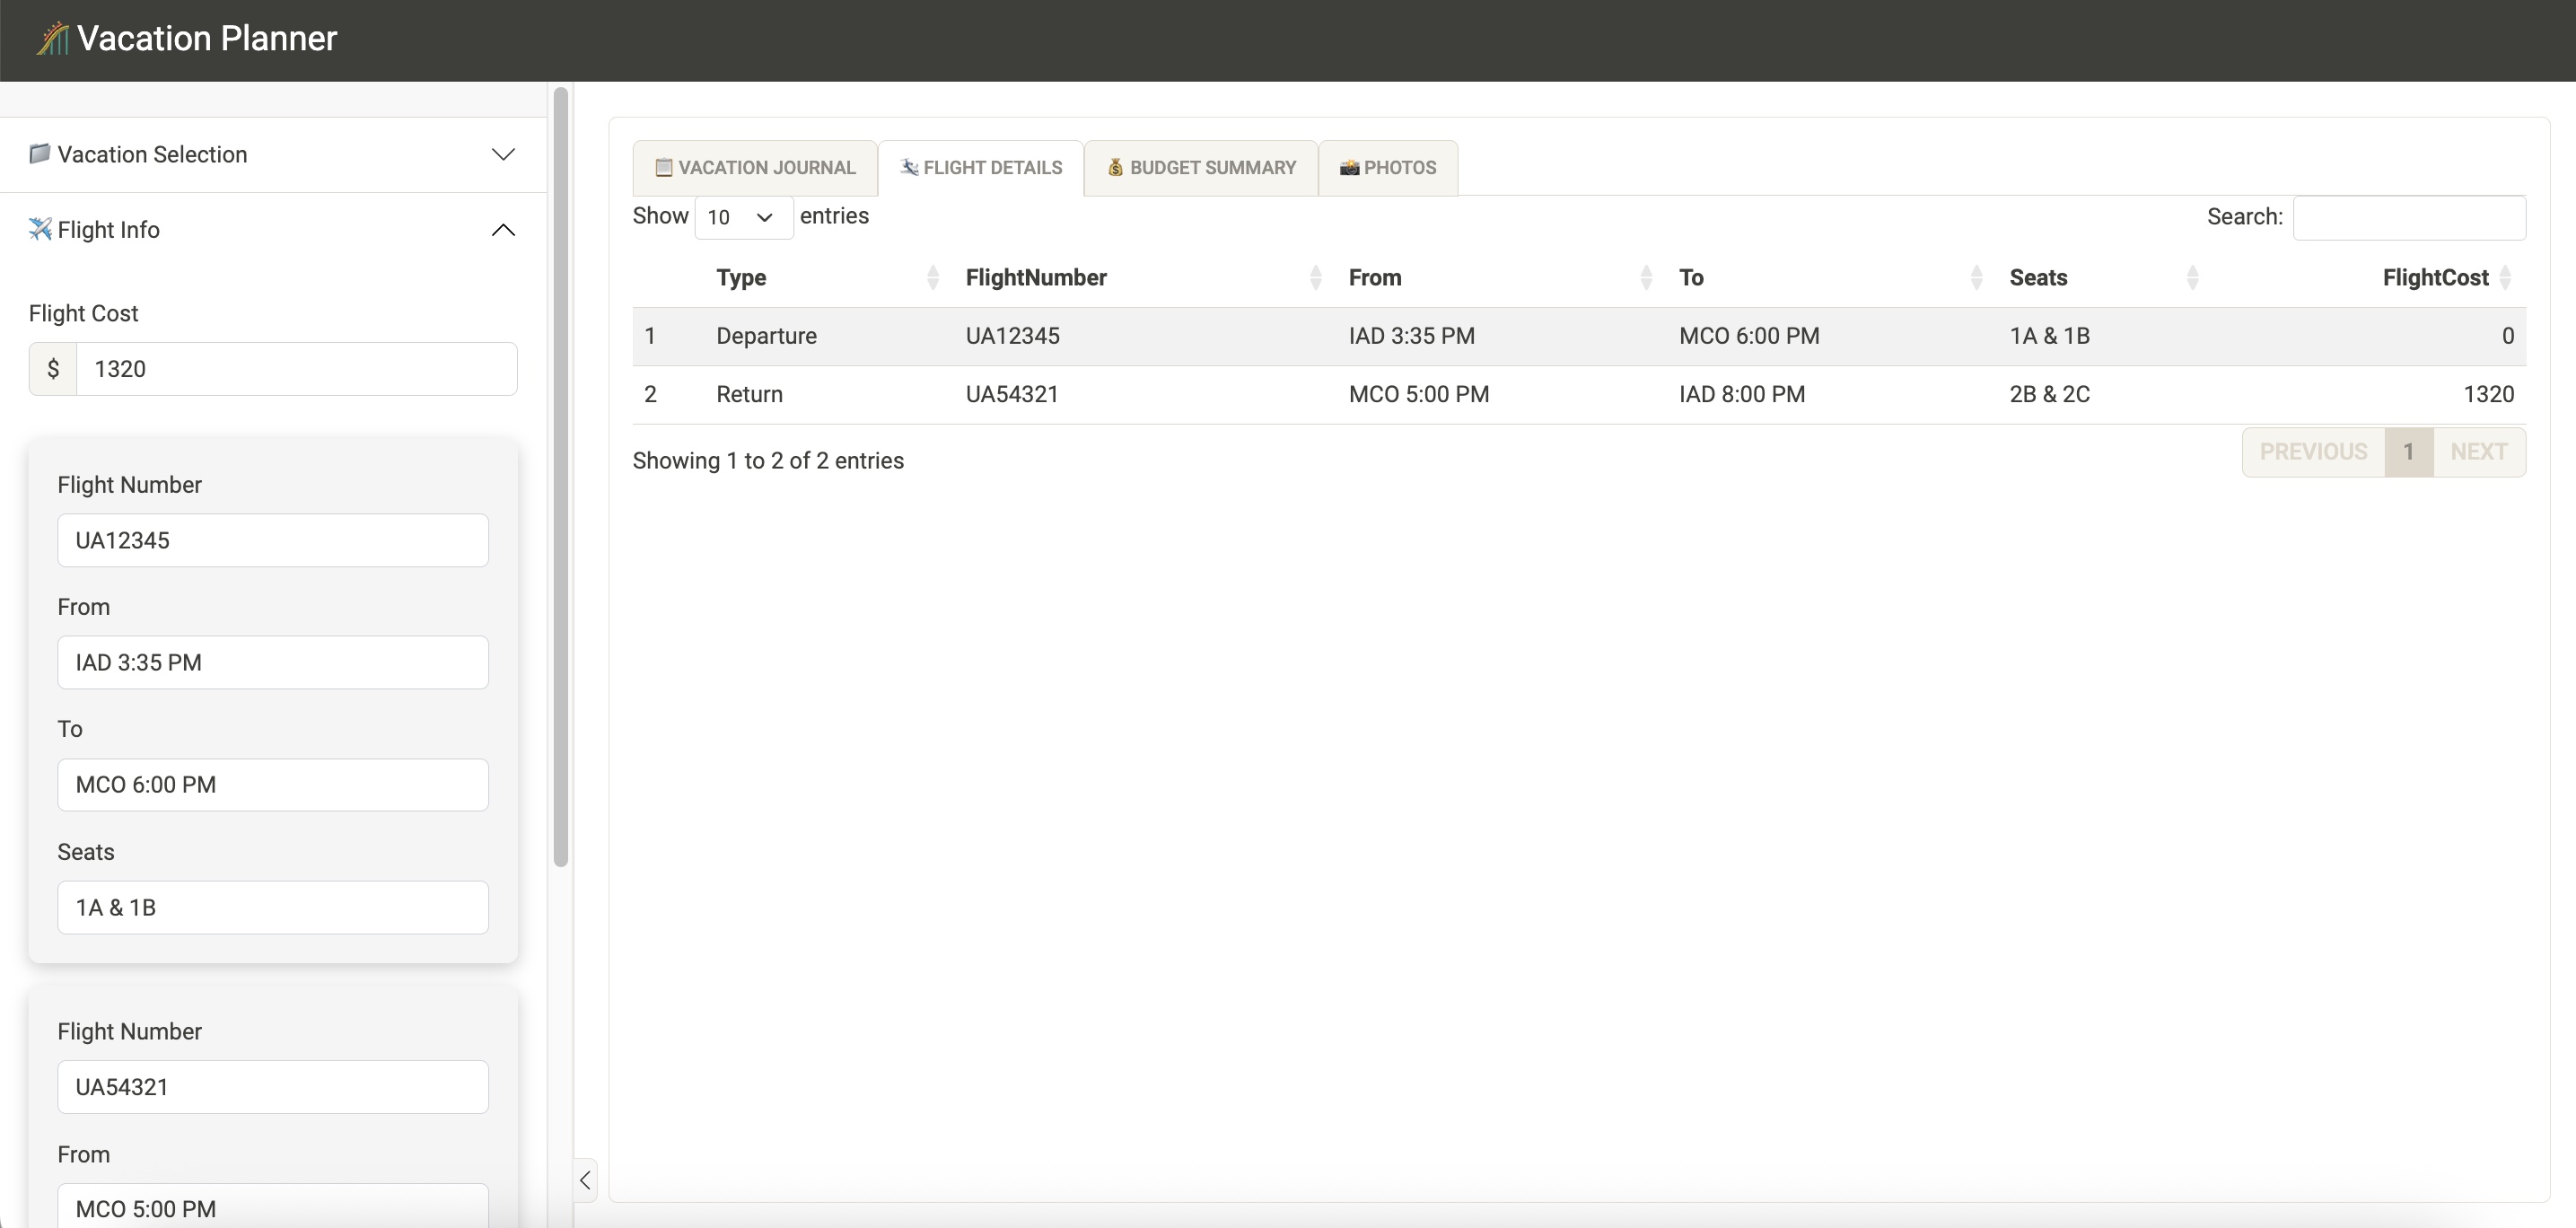 Vacation Planner
Vacation Selection
Flight Info
Flight Cost
$ 1320
Flight Number
UA12345
From
IAD 3:35 PM
To
MCO 6:00 PM
Seats
1A & 1B
Flight Number
UA54321
From
MCO 5:00 PM
VACATION JOURNAL FLIGHT DETAILS BUDGET SUMMARY PHOTOS
Show 10 entries Search:
Type FlightNumber From To Seats FlightCost
1 Departure UA12345 IAD 3:35 PM MCO 6:00 PM 1A & 1B 0
2 Return UA54321 MCO 5:00 PM IAD 8:00 PM 2B & 2C 1320
Showing 1 to 2 of 2 entries
PREVIOUS 1 NEXT